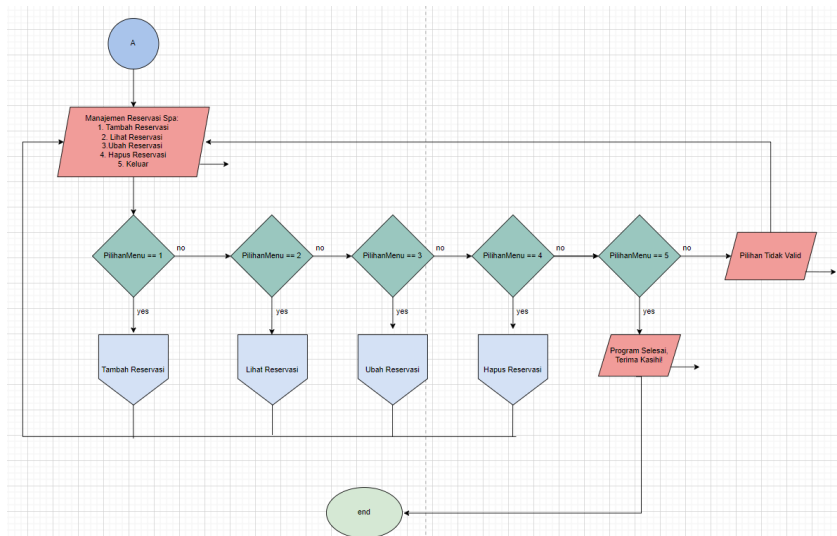 A
Manajemen Reservasi Spa:
1. Tambah Reservasi
2. Lihat Reservasi
3.Ubah Reservasi
4. Hapus Reservasi
5. Keluar
PilihanMenu == 1
no
PilihanMenu == 2
no
PilihanMenu == 3
no
PilihanMenu == 4
no
PilihanMenu == 5
no
Pilihan Tidak Valid
yes
yes
yes
yes
yes
Tambah Reservasi
Lihat Reservasi
Ubah Reservasi
Hapus Reservasi
Program Selesai,
Terima Kasihi!
end